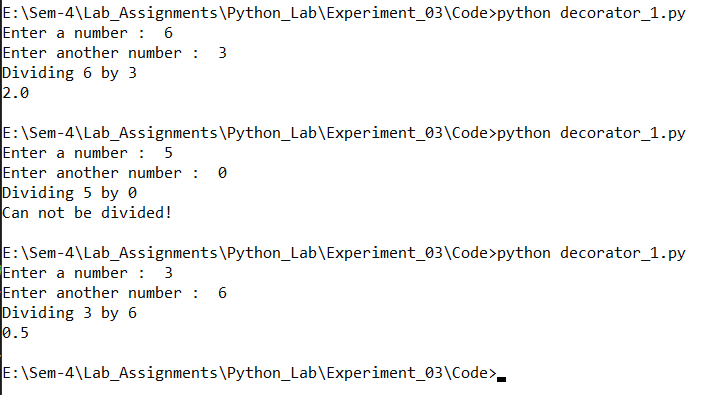 E:\Sem-4\Lab_Assignments\Python_Lab\Experiment_03\Code>python decorator_1.py
Enter a number :  6
Enter another number :  3
Dividing 6 by 3
2.0
E:\Sem-4\Lab_Assignments\Python_Lab\Experiment_03\Code>python decorator_1.py
Enter a number :  5
Enter another number :  0
Dividing 5 by 0
Can not be divided!
E:\Sem-4\Lab_Assignments\Python_Lab\Experiment_03\Code>python decorator_1.py
Enter a number :  3
Enter another number :  6
Dividing 3 by 6
0.5
E:\Sem-4\Lab_Assignments\Python_Lab\Experiment_03\Code>